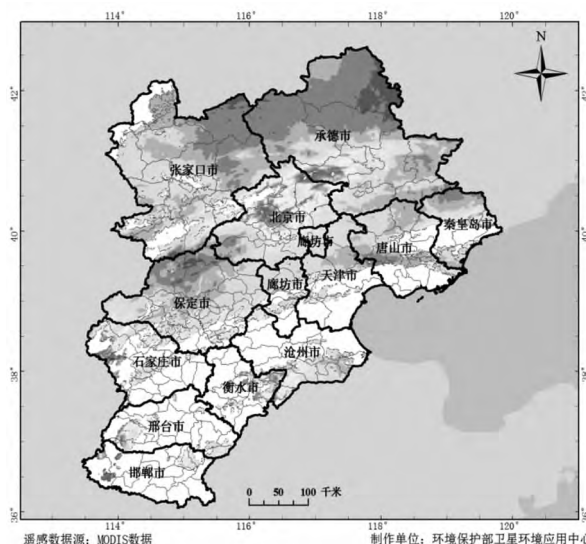 114° 116° 118° 120°
N
42° 42°
承德市
张家口市
北京市
秦皇岛市
40° 廊坊市 唐山市 40°
廊坊市 天津市
保定市
沧州市
石家庄市
38° 38°
衡水市
邢台市
邯郸市
0 50 100 千米
36° 36°
114° 116° 118° 120°
遥感数据源：MODIS数据 制作单位：环境保护部卫星环境应用中心